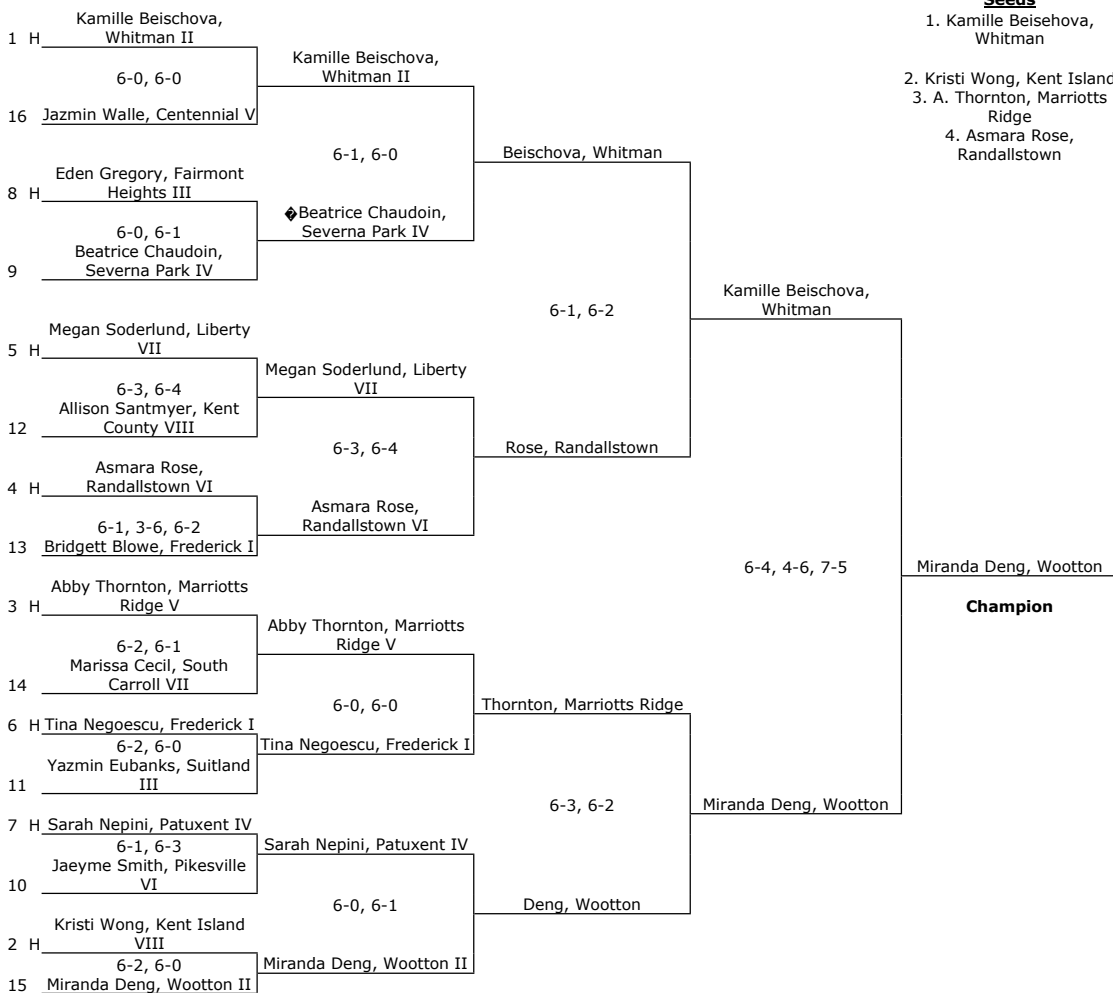 Seeds
1. Kamille Beisehova,
Whitman
2. Kristi Wong, Kent Island
3. A. Thornton, Marriotts
Ridge
4. Asmara Rose,
Randallstown
Kamille Beischova,
1 H Whitman II
6-0, 6-0
16 Jazmin Walle, Centennial V
Eden Gregory, Fairmont
8 H Heights III
6-0, 6-1
Beatrice Chaudoin,
9 Severna Park IV
Megan Soderlund, Liberty
5 H VII
6-3, 6-4
Allison Santmyer, Kent
12 County VIII
Asmara Rose,
4 H Randallstown VI
6-1, 3-6, 6-2
13 Bridgett Blowe, Frederick I
Abby Thornton, Marriotts
3 H Ridge V
6-2, 6-1
Marissa Cecil, South
14 Carroll VII
6 H Tina Negoescu, Frederick I
6-2, 6-0
Yazmin Eubanks, Suitland
11 III
7 H Sarah Nepini, Patuxent IV
6-1, 6-3
Jaeyme Smith, Pikesville
10 VI
Kristi Wong, Kent Island
2 H VIII
6-2, 6-0
15 Miranda Deng, Wootton II
Kamille Beischova,
Whitman II
6-1, 6-0
�Beatrice Chaudoin,
Severna Park IV
Megan Soderlund, Liberty
VII
6-3, 6-4
Asmara Rose,
Randallstown VI
Abby Thornton, Marriotts
Ridge V
6-0, 6-0
Tina Negoescu, Frederick I
Sarah Nepini, Patuxent IV
6-0, 6-1
Miranda Deng, Wootton II
Beischova, Whitman
6-1, 6-2
Rose, Randallstown
Thornton, Marriotts Ridge
6-3, 6-2
Deng, Wootton
Kamille Beischova,
Whitman
6-4, 4-6, 7-5
Miranda Deng, Wootton
Miranda Deng, Wootton
Champion